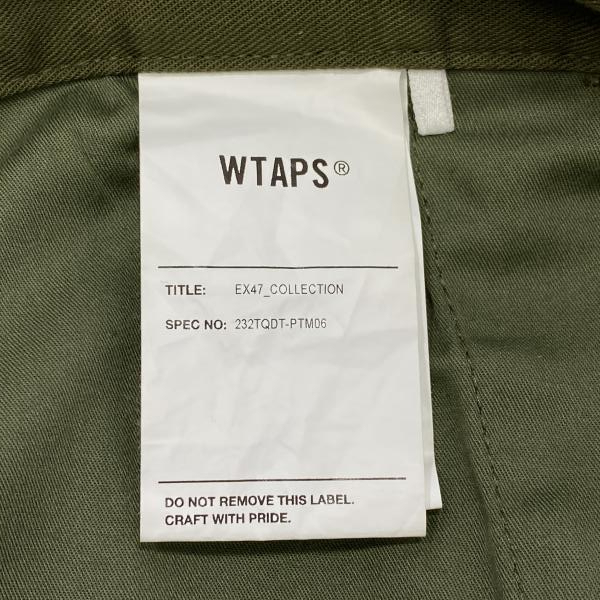 WTAPS®
TITLE: EX47_COLLECTION
SPEC NO: 232TQDT-PTM06
DO NOT REMOVE THIS LABEL.
CRAFT WITH PRIDE.